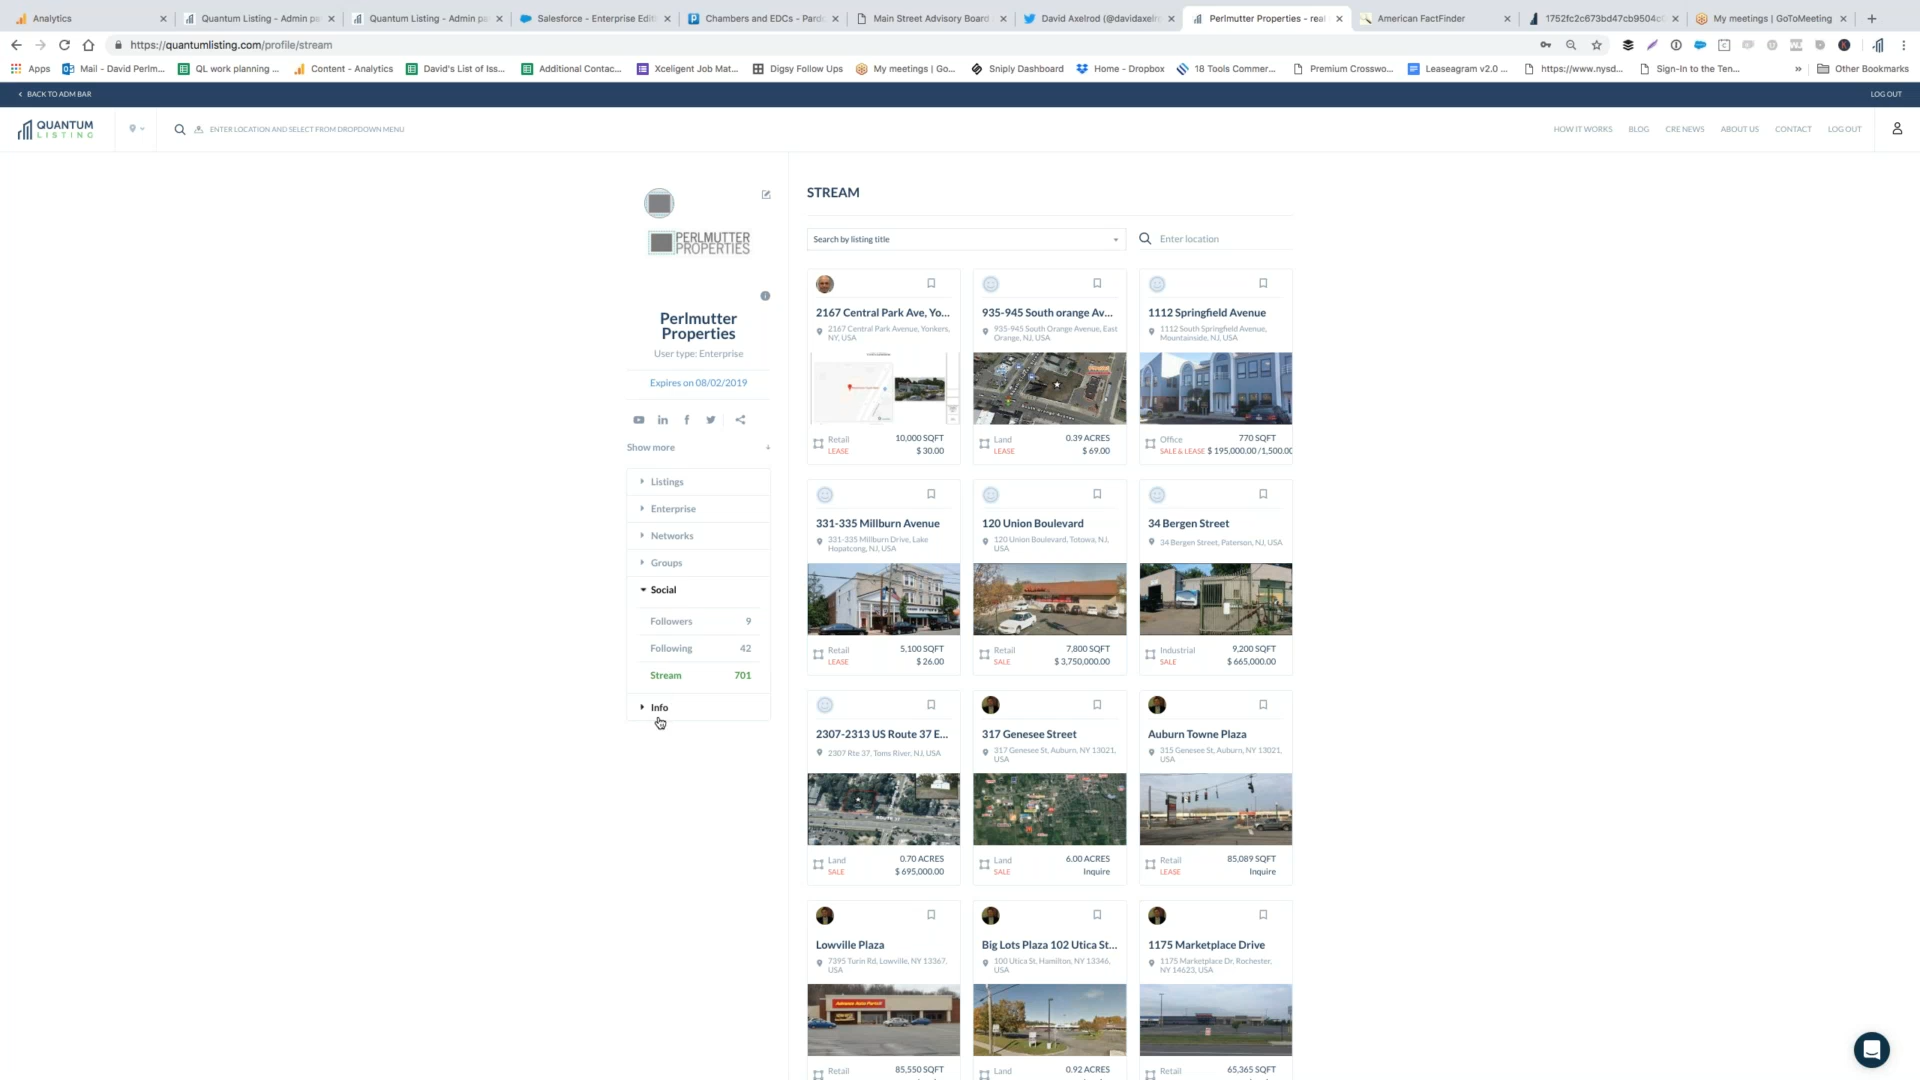 Analytics
Quantum Listing - Admin pa
Quantum Listing - Admin pa
Salesforce - Enterprise Editi
Chambers and EDCs - Pardo
Main Street Advisory Board
David Axelrod (@davidaxelro
Perlmutter Properties - real
American FactFinder
1752fc2c673bd47cb9504c
My meetings | GoToMeeting
https://quantumlisting.com/profile/stream
Apps
Mail - David Perlm...
QL work planning ...
Content - Analytics
David's List of Iss...
Additional Contac...
Xceligent Job Mat...
Digsy Follow Ups
My meetings | Go...
Sniply Dashboard
Home - Dropbox
18 Tools Commer...
Premium Crosswo...
Leaseagram v2.0 ...
https://www.nysd...
Sign-In to the Ten...
»
Other Bookmarks
BACK TO ADM BAR
LOG OUT
QUANTUM
LISTING
ENTER LOCATION AND SELECT FROM DROPDOWN MENU
HOW IT WORKS
BLOG
CRE NEWS
ABOUT US
CONTACT
LOG OUT
PERLMUTTER
PROPERTIES
Perlmutter
Properties
User type: Enterprise
Expires on 08/02/2019
Show more
Listings
Enterprise
Networks
Groups
Social
Followers 9
Following 42
Stream 701
Info
STREAM
Search by listing title
Enter location
2167 Central Park Ave, Yo...
2167 Central Park Avenue, Yonkers,
NY, USA
Retail 10,000 SQFT
LEASE $ 30.00
935-945 South orange Av...
935-945 South Orange Avenue, East
Orange, NJ, USA
Land 0.39 ACRES
LEASE $ 69.00
1112 Springfield Avenue
1112 South Springfield Avenue,
Mountainside, NJ, USA
Office 770 SQFT
SALE & LEASE $ 195,000.00 /1,500.00
331-335 Millburn Avenue
331-335 Millburn Drive, Lake
Hopatcong, NJ, USA
Retail 5,100 SQFT
LEASE $ 26.00
120 Union Boulevard
120 Union Boulevard, Totowa, NJ,
USA
Retail 7,800 SQFT
SALE $ 3,750,000.00
34 Bergen Street
34 Bergen Street, Paterson, NJ, USA
Industrial 9,200 SQFT
SALE $ 665,000.00
2307-2313 US Route 37 E...
2307 Rte 37, Toms River, NJ, USA
Land 0.70 ACRES
SALE $ 695,000.00
317 Genesee Street
317 Genesee St, Auburn, NY 13021,
USA
Land 6.00 ACRES
SALE Inquire
Auburn Towne Plaza
315 Genesee St, Auburn, NY 13021,
USA
Retail 85,089 SQFT
LEASE Inquire
Lowville Plaza
7395 Turin Rd, Lowville, NY 13367,
USA
Retail 85,550 SQFT
Big Lots Plaza 102 Utica St...
100 Utica St, Hamilton, NY 13346,
USA
Land 0.92 ACRES
1175 Marketplace Drive
1175 Marketplace Dr, Rochester,
NY 14623, USA
Retail 65,365 SQFT